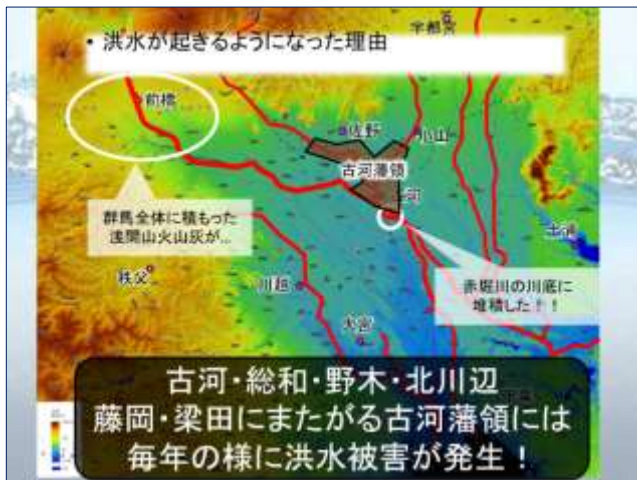 宇都宮
• 洪水が起きるようになった理由
前橋
佐野
小山
古河藩領
河
群馬全体に積もった
浅間山火山灰が…
土浦
秩父
川越
赤堀川の川底に
堆積した！！
大宮
古河・総和・野木・北川辺
藤岡・梁田にまたがる古河藩領には
毎年の様に洪水被害が発生！